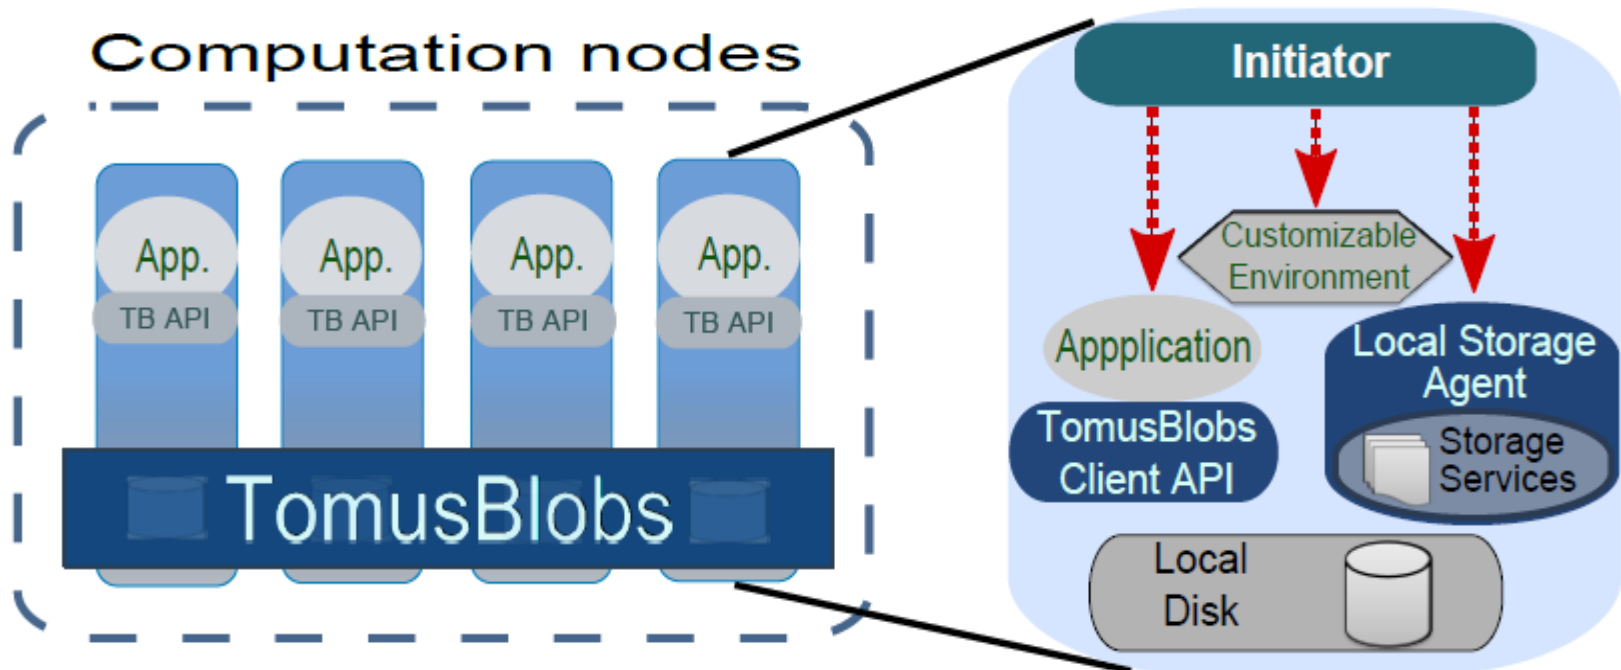 Computation nodes
App.
App.
App.
App.
TB API
TB API
TB API
TB API
TomusBlobs
Initiator
Customizable
Environment
Appplication
TomusBlobs
Client API
Local Storage
Agent
Storage
Services
Local
Disk